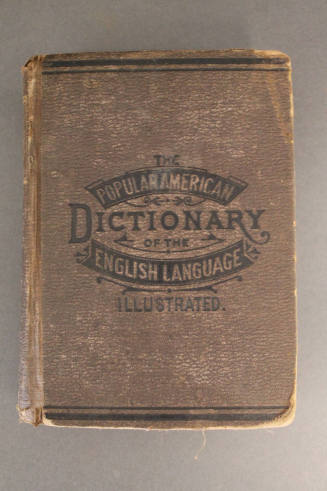 THE
POPULAR AMERICAN
DICTIONARY
OF THE
ENGLISH LANGUAGE
ILLUSTRATED.